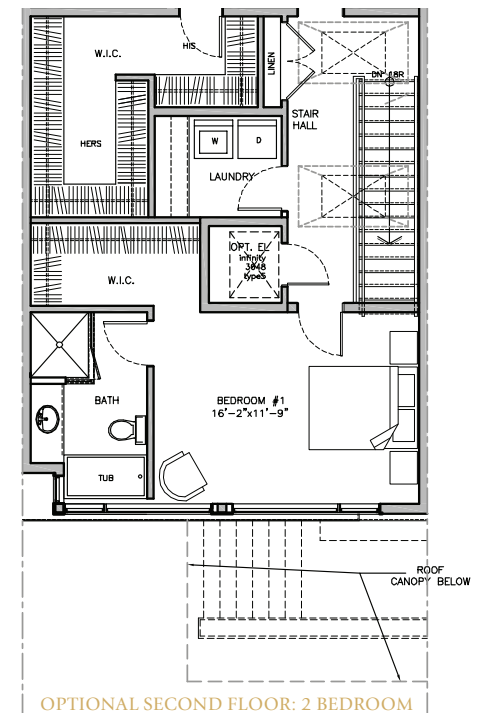 W.I.C.
HIS
LINEN
DN 18R
STAIR
HALL
HERS
W
D
LAUNDRY
OPT. EL
infinity
3648
type5
W.I.C.
BATH
BEDROOM #1
16'-2"x11'-9"
TUB
ROOF
CANOPY BELOW
OPTIONAL SECOND FLOOR: 2 BEDROOM